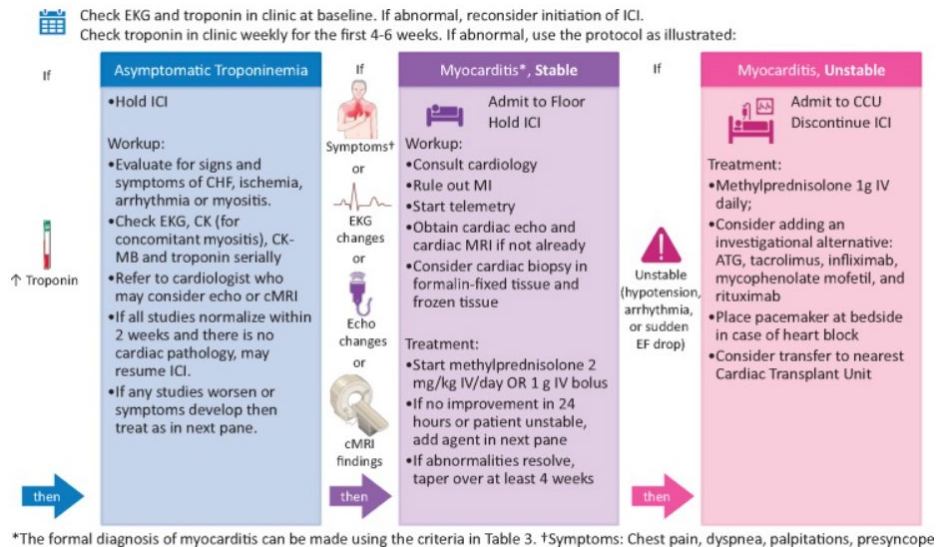 Check EKG and troponin in clinic at baseline. If abnormal, reconsider initiation of ICI.
Check troponin in clinic weekly for the first 4-6 weeks. If abnormal, use the protocol as illustrated:
If
↑ Troponin
then
Asymptomatic Troponinemia
•Hold ICI
Workup:
•Evaluate for signs and
symptoms of CHF, ischemia,
arrhythmia or myositis.
•Check EKG, CK (for
concomitant myositis), CK-
MB and troponin serially
•Refer to cardiologist who
may consider echo or cMRI
•If all studies normalize within
2 weeks and there is no
cardiac pathology, may
resume ICI.
•If any studies worsen or
symptoms develop then
treat as in next pane.
If
Symptoms†
or
EKG
changes
or
Echo
changes
or
cMRI
findings
then
Myocarditis*, Stable
Admit to Floor
Hold ICI
Workup:
•Consult cardiology
•Rule out MI
•Start telemetry
•Obtain cardiac echo and
cardiac MRI if not already
•Consider cardiac biopsy in
formalin-fixed tissue and
frozen tissue
Treatment:
•Start methylprednisolone 2
mg/kg IV/day OR 1 g IV bolus
•If no improvement in 24
hours or patient unstable,
add agent in next pane
•If abnormalities resolve,
taper over at least 4 weeks
If
Unstable
(hypotension,
arrhythmia,
or sudden
EF drop)
then
Myocarditis, Unstable
Admit to CCU
Discontinue ICI
Treatment:
•Methylprednisolone 1g IV
daily;
•Consider adding an
investigational alternative:
ATG, tacrolimus, infliximab,
mycophenolate mofetil, and
rituximab
•Place pacemaker at bedside
in case of heart block
•Consider transfer to nearest
Cardiac Transplant Unit
*The formal diagnosis of myocarditis can be made using the criteria in Table 3. †Symptoms: Chest pain, dyspnea, palpitations, presyncope